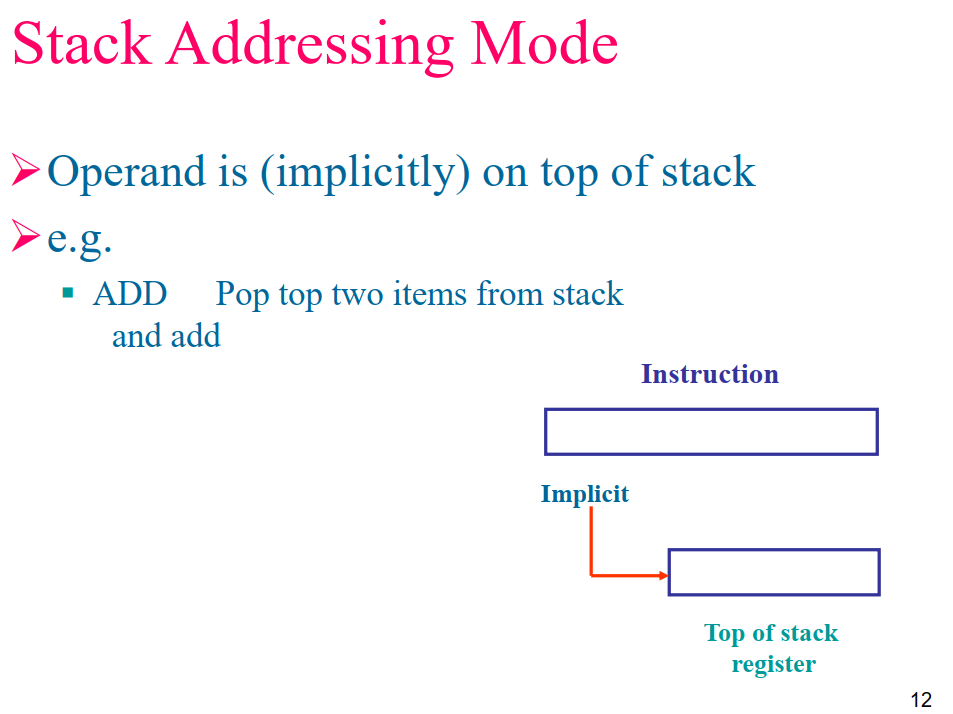 Stack Addressing Mode
➢Operand is (implicitly) on top of stack
➢e.g.
▪ ADD Pop top two items from stack
and add
Instruction
Implicit
Top of stack
register
12